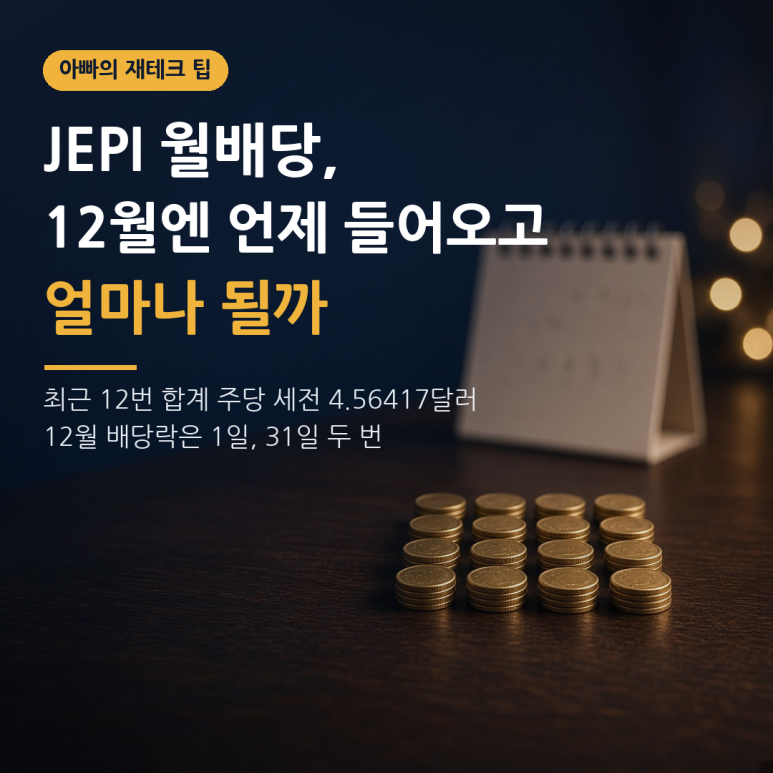 아빠의 재테크 팁
JEPI 월배당,
12월엔 언제 들어오고
얼마나 될까
최근 12번 합계 주당 세전 4.56417달러
12월 배당락은 1일, 31일 두 번